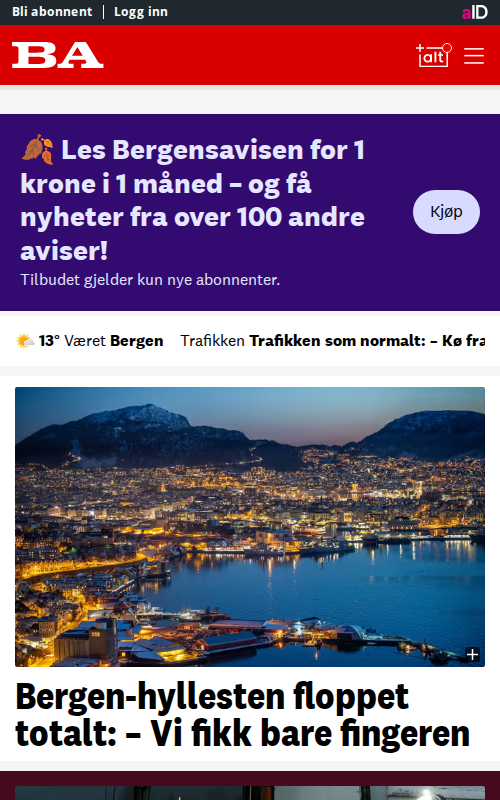 Bli abonnent | Logg inn
aID
BA
+alt
🍂 Les Bergensavisen for 1
krone i 1 måned – og få
nyheter fra over 100 andre
aviser!
Tilbudet gjelder kun nye abonnenter.
Kjøp
13° Været Bergen Trafikken Trafikken som normalt: – Kø fra
Bergen-hyllesten floppet
totalt: – Vi fikk bare fingeren